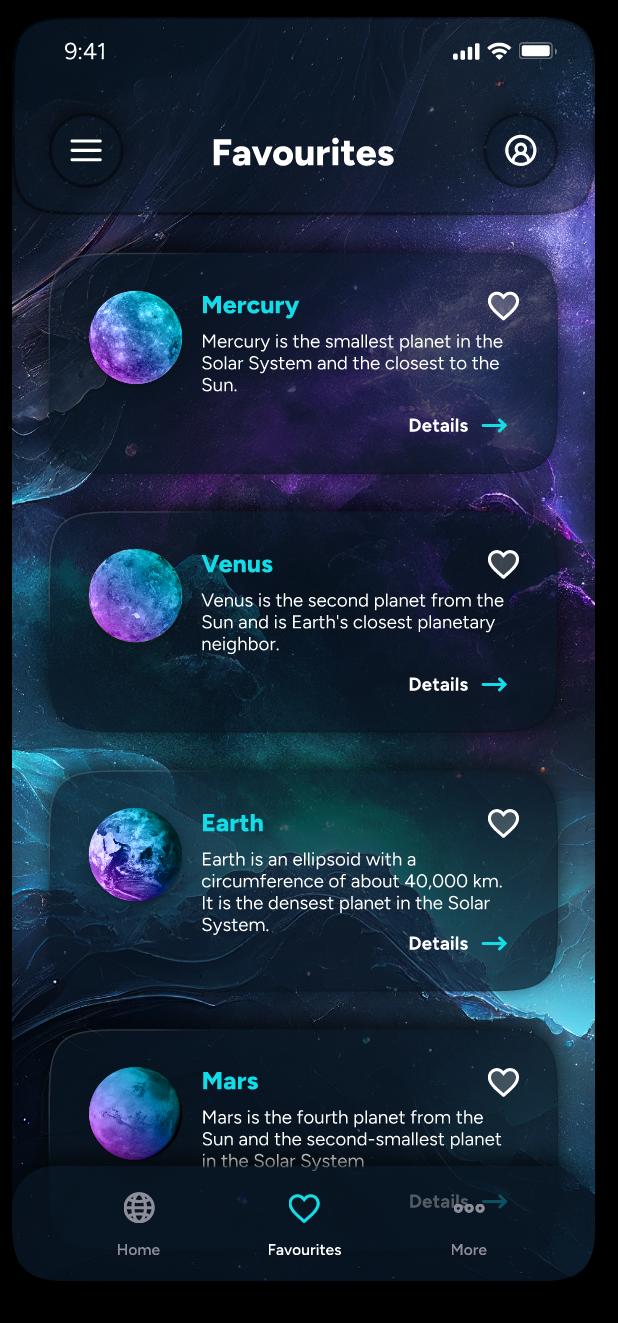 9:41
Favourites
Mercury
Mercury is the smallest planet in the
Solar System and the closest to the
Sun.
Details
Venus
Venus is the second planet from the
Sun and is Earth's closest planetary
neighbor.
Details
Earth
Earth is an ellipsoid with a
circumference of about 40,000 km.
It is the densest planet in the Solar
System.
Details
Mars
Mars is the fourth planet from the
Sun and the second-smallest planet
in the Solar System
Details
Home
Favourites
More